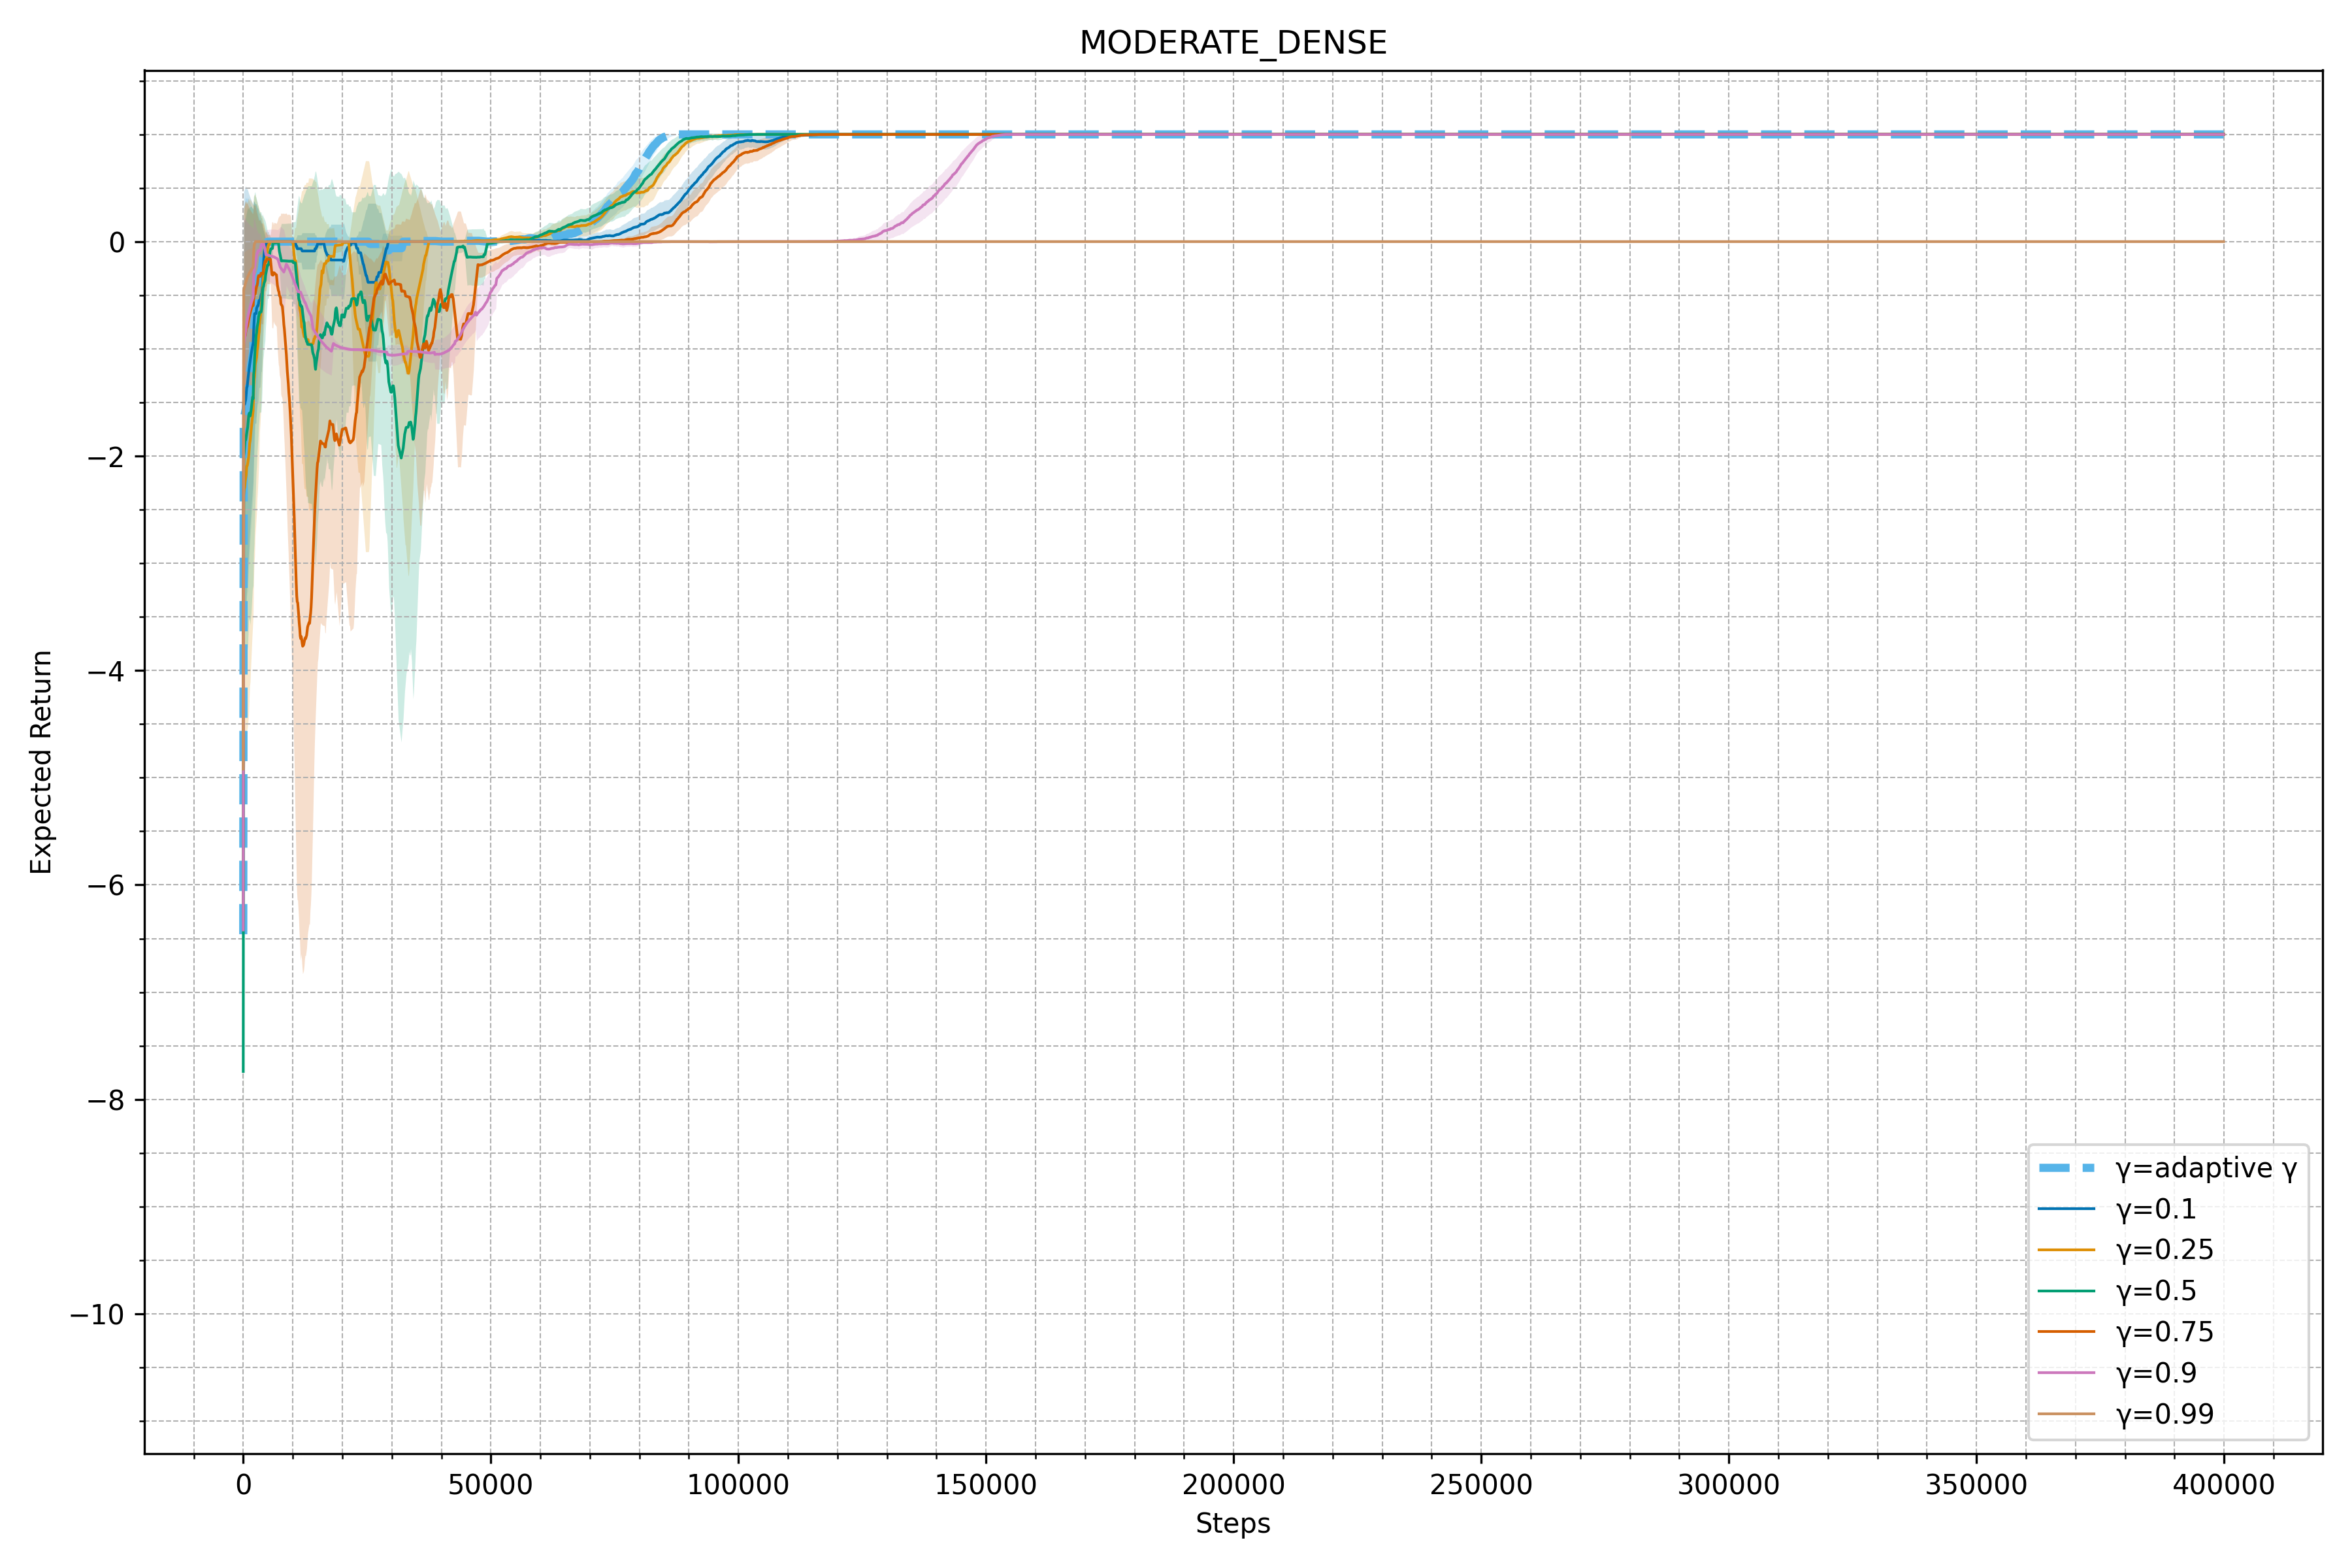 MODERATE_DENSE
Expected Return
0
−2
−4
−6
−8
−10
0 50000 100000 150000 200000 250000 300000 350000 400000
Steps
γ=adaptive γ
γ=0.1
γ=0.25
γ=0.5
γ=0.75
γ=0.9
γ=0.99